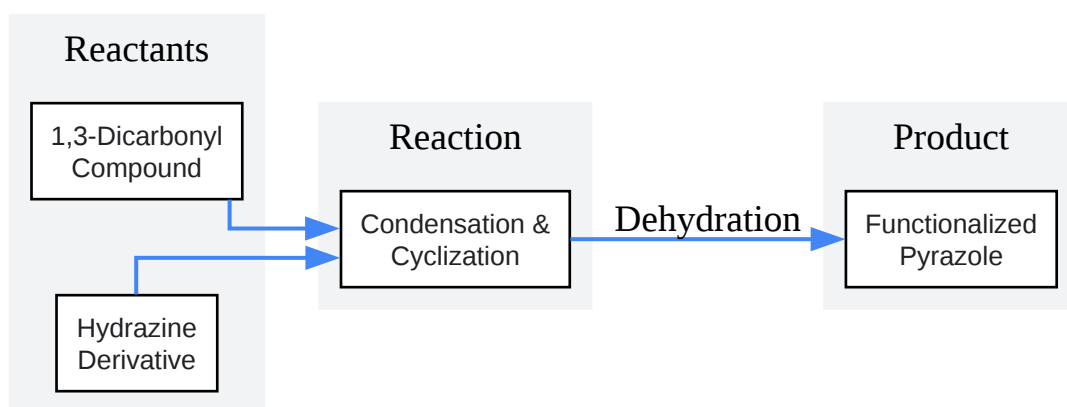 Reactants
1,3-Dicarbonyl
Compound
Hydrazine
Derivative
Reaction
Condensation &
Cyclization
Dehydration
Product
Functionalized
Pyrazole